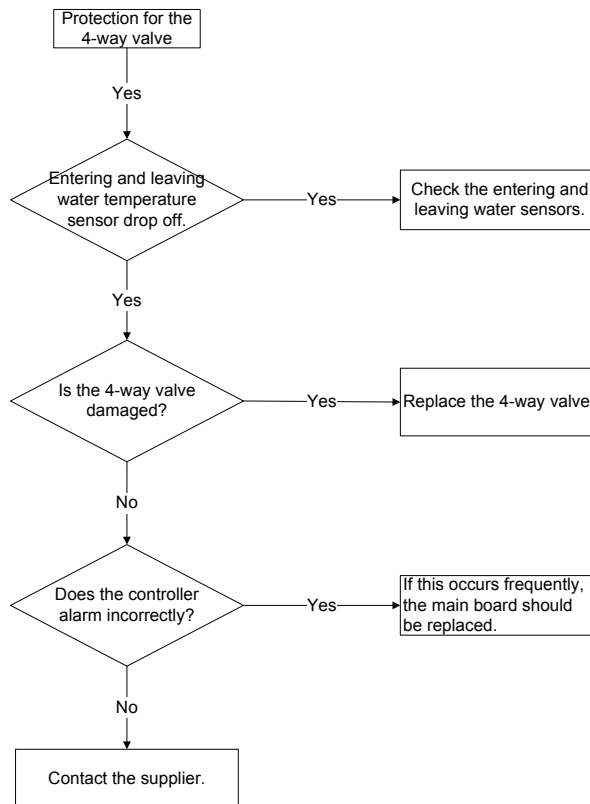 Protection for the
4-way valve
Yes
Entering and leaving
water temperature
sensor drop off.
Yes
Check the entering and
leaving water sensors.
Yes
Is the 4-way valve
damaged?
Yes
Replace the 4-way valve
No
Does the controller
alarm incorrectly?
Yes
If this occurs frequently,
the main board should
be replaced.
No
Contact the supplier.